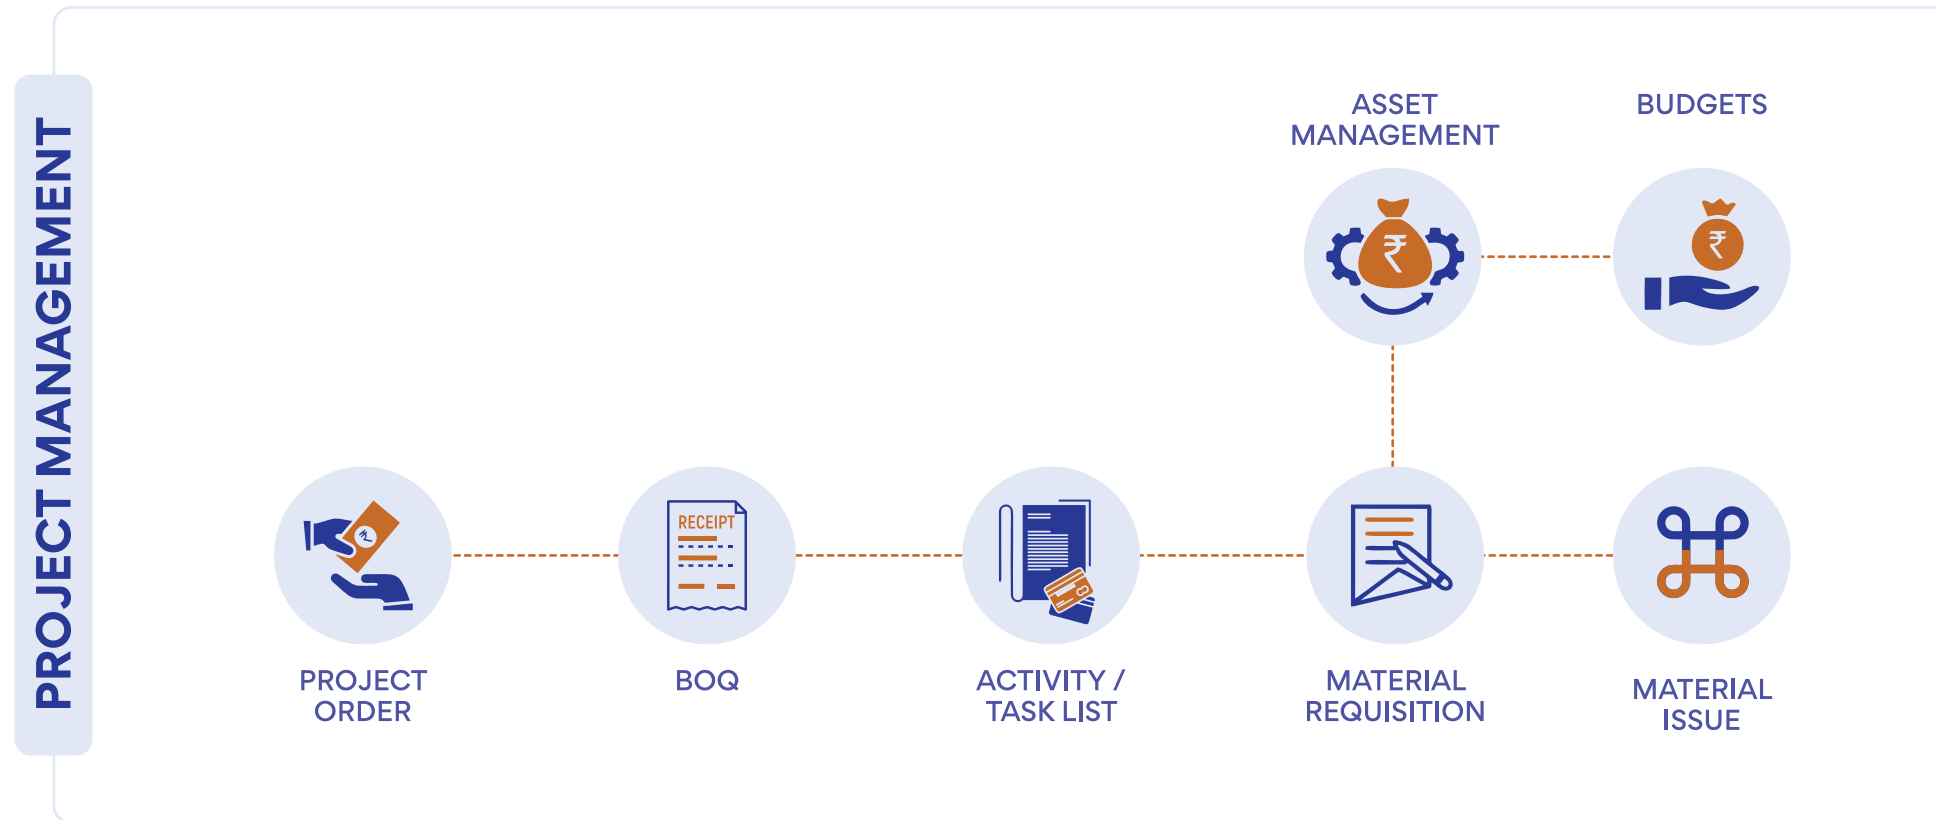 PROJECT MANAGEMENT
ASSET
MANAGEMENT
BUDGETS
₹
₹
₹
RECEIPT
PROJECT
ORDER
BOQ
ACTIVITY /
TASK LIST
MATERIAL
REQUISITION
MATERIAL
ISSUE